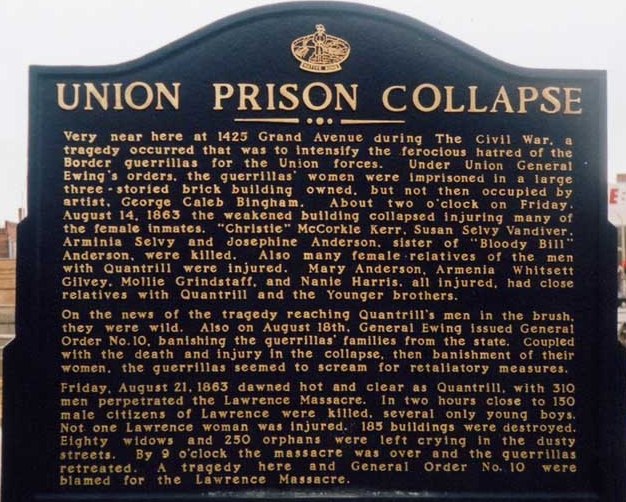 NATIVE SONS
UNION PRISON COLLAPSE
Very near here at 1425 Grand Avenue during The Civil War, a
tragedy occurred that was to intensify the ferocious hatred of the
Border guerrillas for the Union forces. Under Union General
Ewing's orders, the guerrillas' women were imprisoned in a large
three-storied brick building owned, but not then occupied by
artist, George Caleb Bingham. About two o'clock on Friday,
August 14, 1863 the weakened building collapsed injuring many of
the female inmates. "Christie" McCorkle Kerr, Susan Selvy Vandiver,
Arminia Selvy and Josephine Anderson, sister of "Bloody Bill"
Anderson, were killed. Also many female relatives of the men
with Quantrill were injured. Mary Anderson, Armenia Whitsett
Gilvey, Mollie Grindstaff, and Nanie Harris, all injured, had close
relatives with Quantrill and the Younger brothers.
On the news of the tragedy reaching Quantrill's men in the brush,
they were wild. Also on August 18th, General Ewing issued General
Order No. 10, banishing the guerrillas' families from the state. Coupled
with the death and injury in the collapse, then banishment of their
women, the guerrillas seemed to scream for retaliatory measures.
Friday, August 21, 1863 dawned hot and clear as Quantrill, with 310
men perpetrated the Lawrence Massacre. In two hours close to 150
male citizens of Lawrence were killed, several only young boys.
Not one Lawrence woman was injured. 185 buildings were destroyed.
Eighty widows and 250 orphans were left crying in the dusty
streets. By 9 o'clock the massacre was over and the guerrillas
retreated. A tragedy here and General Order No. 10 were
blamed for the Lawrence Massacre.